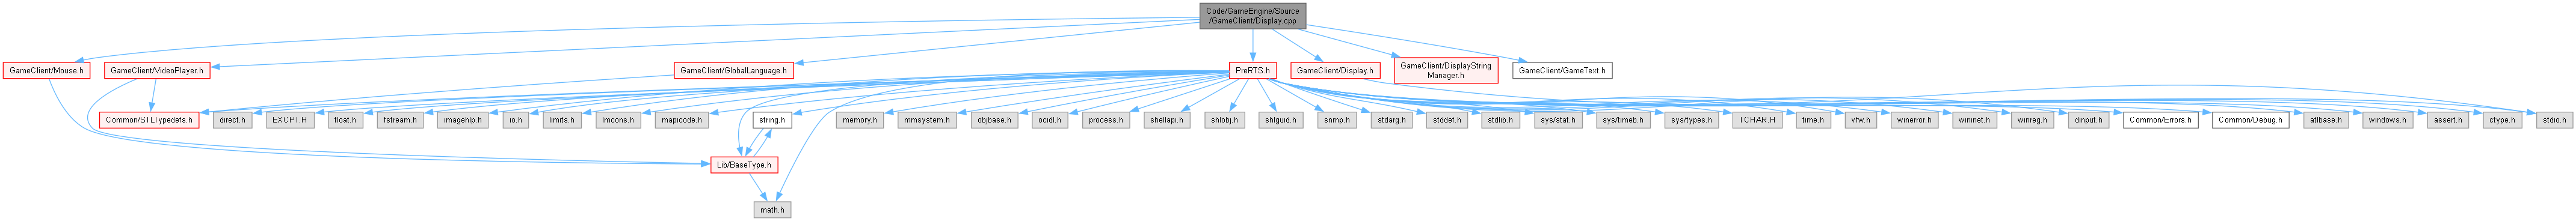 Code/GameEngine/Source
/GameClient/Display.cpp
GameClient/Mouse.h
GameClient/VideoPlayer.h
GameClient/GlobalLanguage.h
PreRTS.h
GameClient/Display.h
GameClient/DisplayString
Manager.h
GameClient/GameText.h
Common/STLTypedefs.h
direct.h
EXCPT.H
float.h
fstream.h
imagehlp.h
io.h
limits.h
lmcons.h
mapicode.h
string.h
memory.h
mmsystem.h
objbase.h
ocidl.h
process.h
shellapi.h
shlobj.h
shlguid.h
snmp.h
stdarg.h
stddef.h
stdlib.h
sys/stat.h
sys/timeb.h
sys/types.h
TCHAR.H
time.h
vfw.h
winerror.h
wininet.h
winreg.h
dinput.h
Common/Errors.h
Common/Debug.h
atlbase.h
windows.h
assert.h
ctype.h
stdio.h
Lib/BaseType.h
math.h